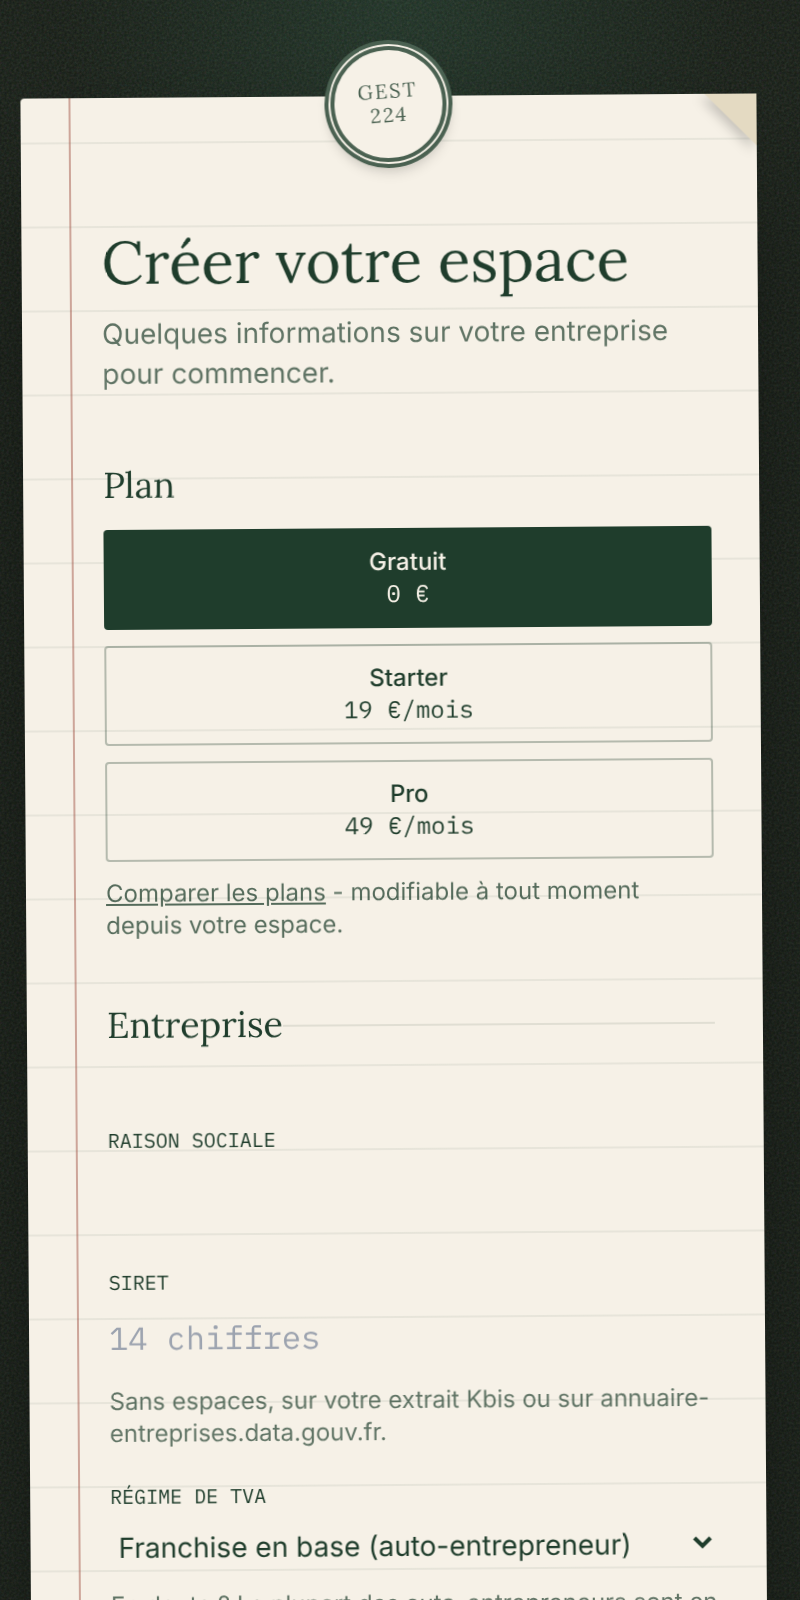 GEST
224
Créer votre espace
Quelques informations sur votre entreprise
pour commencer.
Plan
Gratuit
0 €
Starter
19 €/mois
Pro
49 €/mois
Comparer les plans - modifiable à tout moment
depuis votre espace.
Entreprise
RAISON SOCIALE
SIRET
14 chiffres
Sans espaces, sur votre extrait Kbis ou sur annuaire-
entreprises.data.gouv.fr.
RÉGIME DE TVA
Franchise en base (auto-entrepreneur)